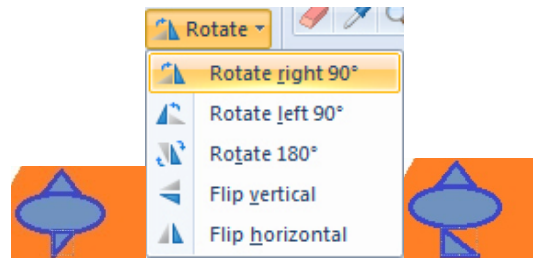 Rotate
Rotate right 90°
Rotate left 90°
Rotate 180°
Flip vertical
Flip horizontal